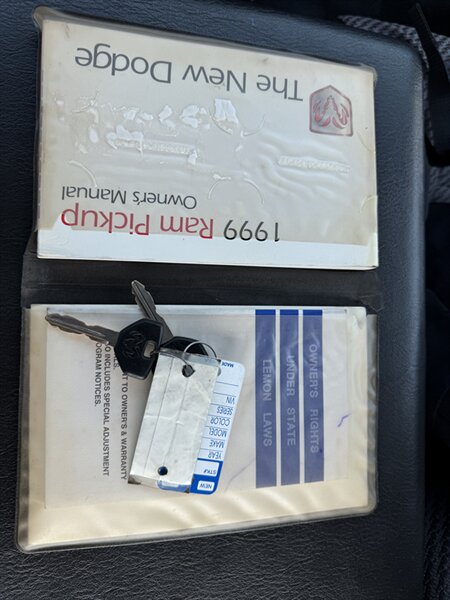 1999 Ram Pickup
Owner's Manual
The New Dodge
OWNER'S RIGHTS
UNDER STATE
LEMON LAWS
TO OWNER'S & WARRANTY
INCLUDES SPECIAL ADJUSTMENT
NOTICES.
NEW
STK#
YEAR
MAKE
MODEL
COLOR
SERIES
VIN
MADE